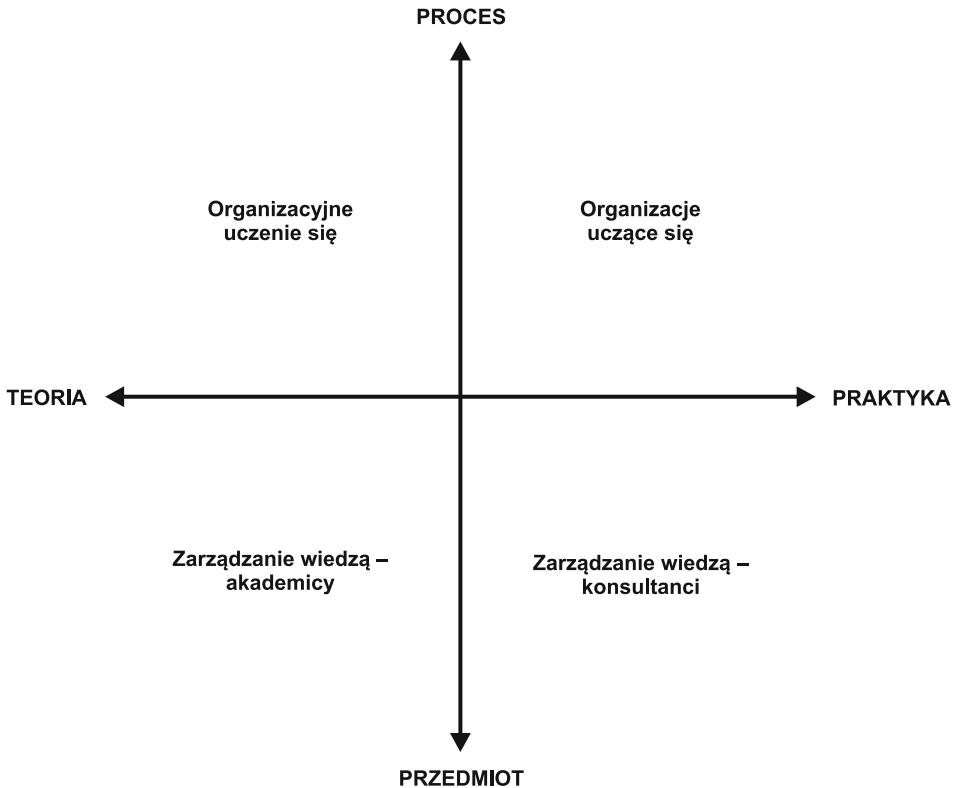 PROCES
Organizacyjne
uczenie się
Organizacje
uczące się
TEORIA
PRAKTYKA
Zarządzanie wiedzą –
akademicy
Zarządzanie wiedzą –
konsultanci
PRZEDMIOT